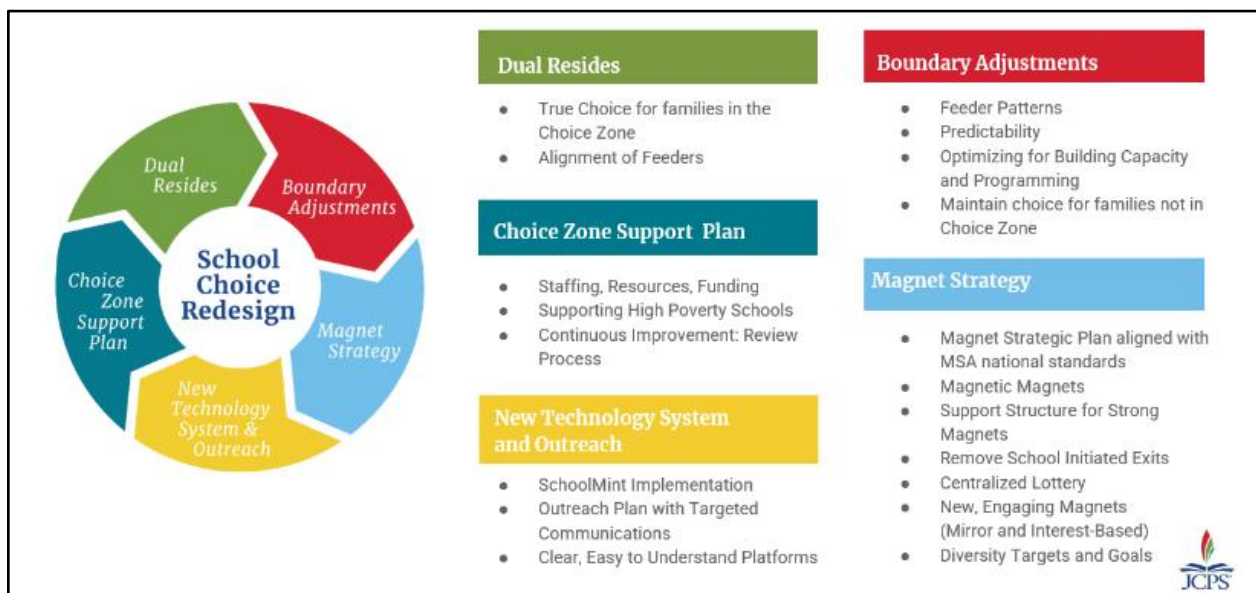 Dual
Resides
Boundary
Adjustments
Choice
Zone
Support
Plan
School
Choice
Redesign
Magnet
Strategy
New
Technology
System &
Outreach
Dual Resides
● True Choice for families in the
Choice Zone
● Alignment of Feeders
Choice Zone Support Plan
● Staffing, Resources, Funding
● Supporting High Poverty Schools
● Continuous Improvement: Review
Process
New Technology System
and Outreach
● SchoolMint Implementation
● Outreach Plan with Targeted
Communications
● Clear, Easy to Understand Platforms
Boundary Adjustments
● Feeder Patterns
● Predictability
● Optimizing for Building Capacity
and Programming
● Maintain choice for families not in
Choice Zone
Magnet Strategy
● Magnet Strategic Plan aligned with
MSA national standards
● Magnetic Magnets
● Support Structure for Strong
Magnets
● Remove School Initiated Exits
● Centralized Lottery
● New, Engaging Magnets
(Mirror and Interest-Based)
● Diversity Targets and Goals
JCPS